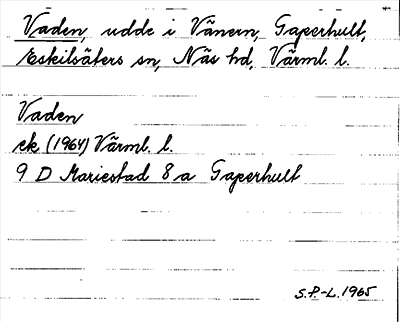 Vaden, udde i Vänern, Gaperhult,
Eskilsäters sn, Näs hd, Värml. l.
Vaden
ek (1964) Värml. l.
9 D Mariestad 8 a Gaperhult
S.P.-L. 1965